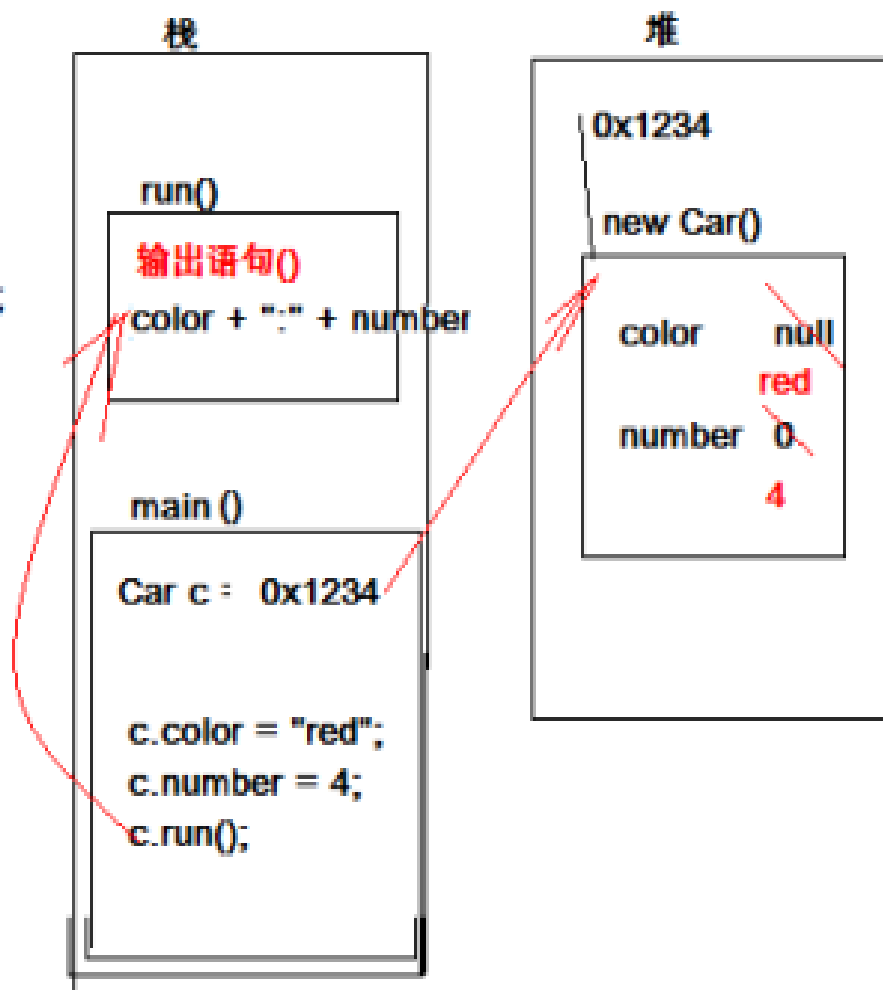 栈
run()
输出语句()
color + ":" + number
main ()
Car c = 0x1234
c.color = "red";
c.number = 4;
c.run();
堆
0x1234
new Car()
color null
red
number 0
4